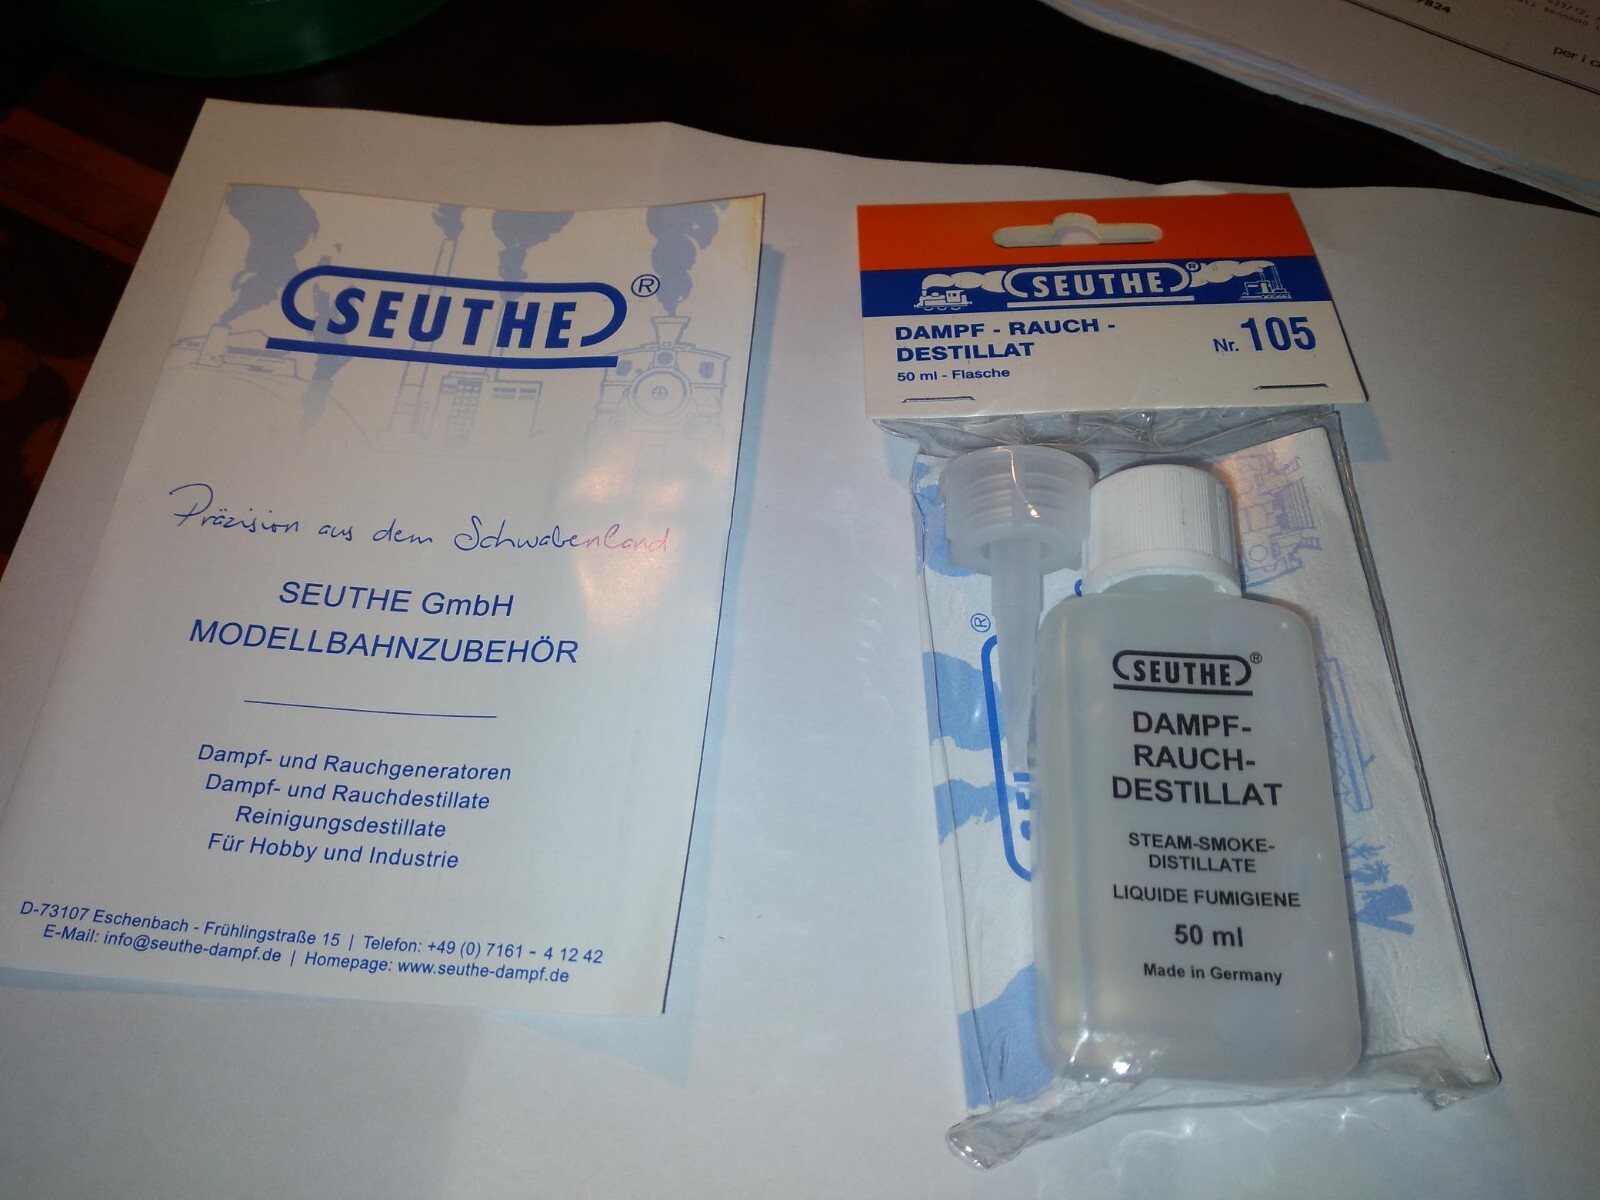 SEUTHE®
Präzision aus dem Schwabenland
SEUTHE GmbH
MODELLBAHNZUBEHÖR
Dampf- und Rauchgeneratoren
Dampf- und Rauchdestillate
Reinigungsdestillate
Für Hobby und Industrie
D-73107 Eschenbach - Frühlingstraße 15 | Telefon: +49 (0) 7161 - 4 12 42
E-Mail: info@seuthe-dampf.de | Homepage: www.seuthe-dampf.de
SEUTHE®
DAMPF - RAUCH -
DESTILLAT
50 ml - Flasche
Nr. 105
®
SEUTHE®
DAMPF-
RAUCH-
DESTILLAT
STEAM-SMOKE-
DISTILLATE
LIQUIDE FUMIGIENE
50 ml
Made in Germany
per i